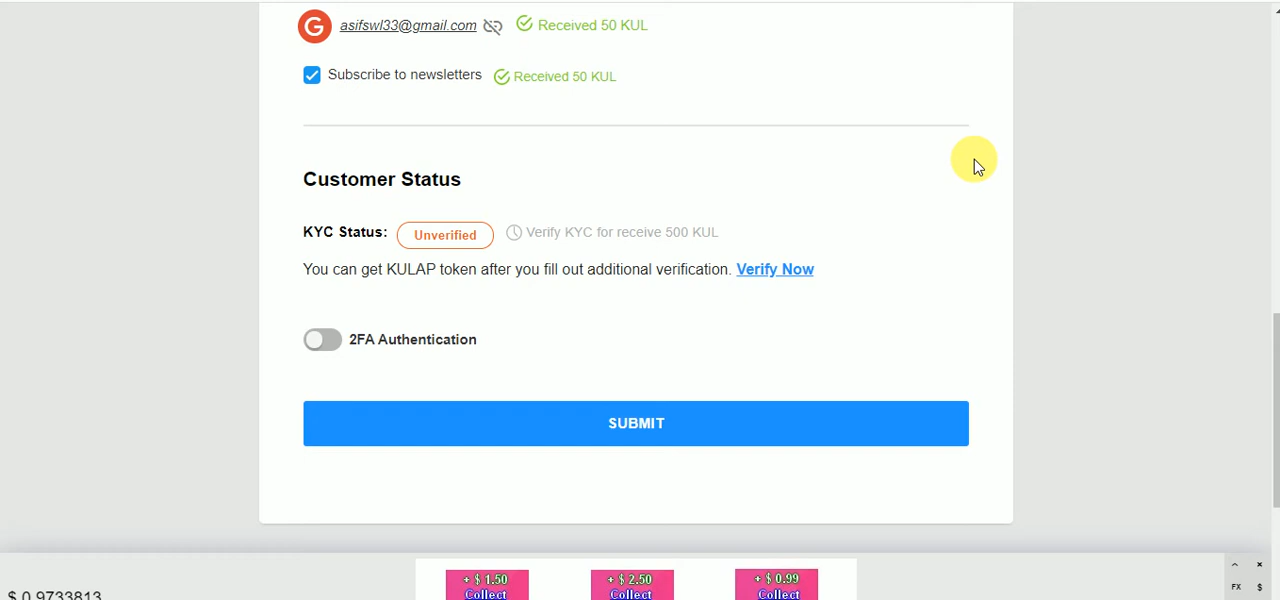 G asifswl33@gmail.com Received 50 KUL
Subscribe to newsletters Received 50 KUL
Customer Status
KYC Status: Unverified Verify KYC for receive 500 KUL
You can get KULAP token after you fill out additional verification. Verify Now
2FA Authentication
SUBMIT
+ $ 1.50 + $ 2.50 + $ 0.99
Collect Collect Collect
FX $
$ 0.9733813